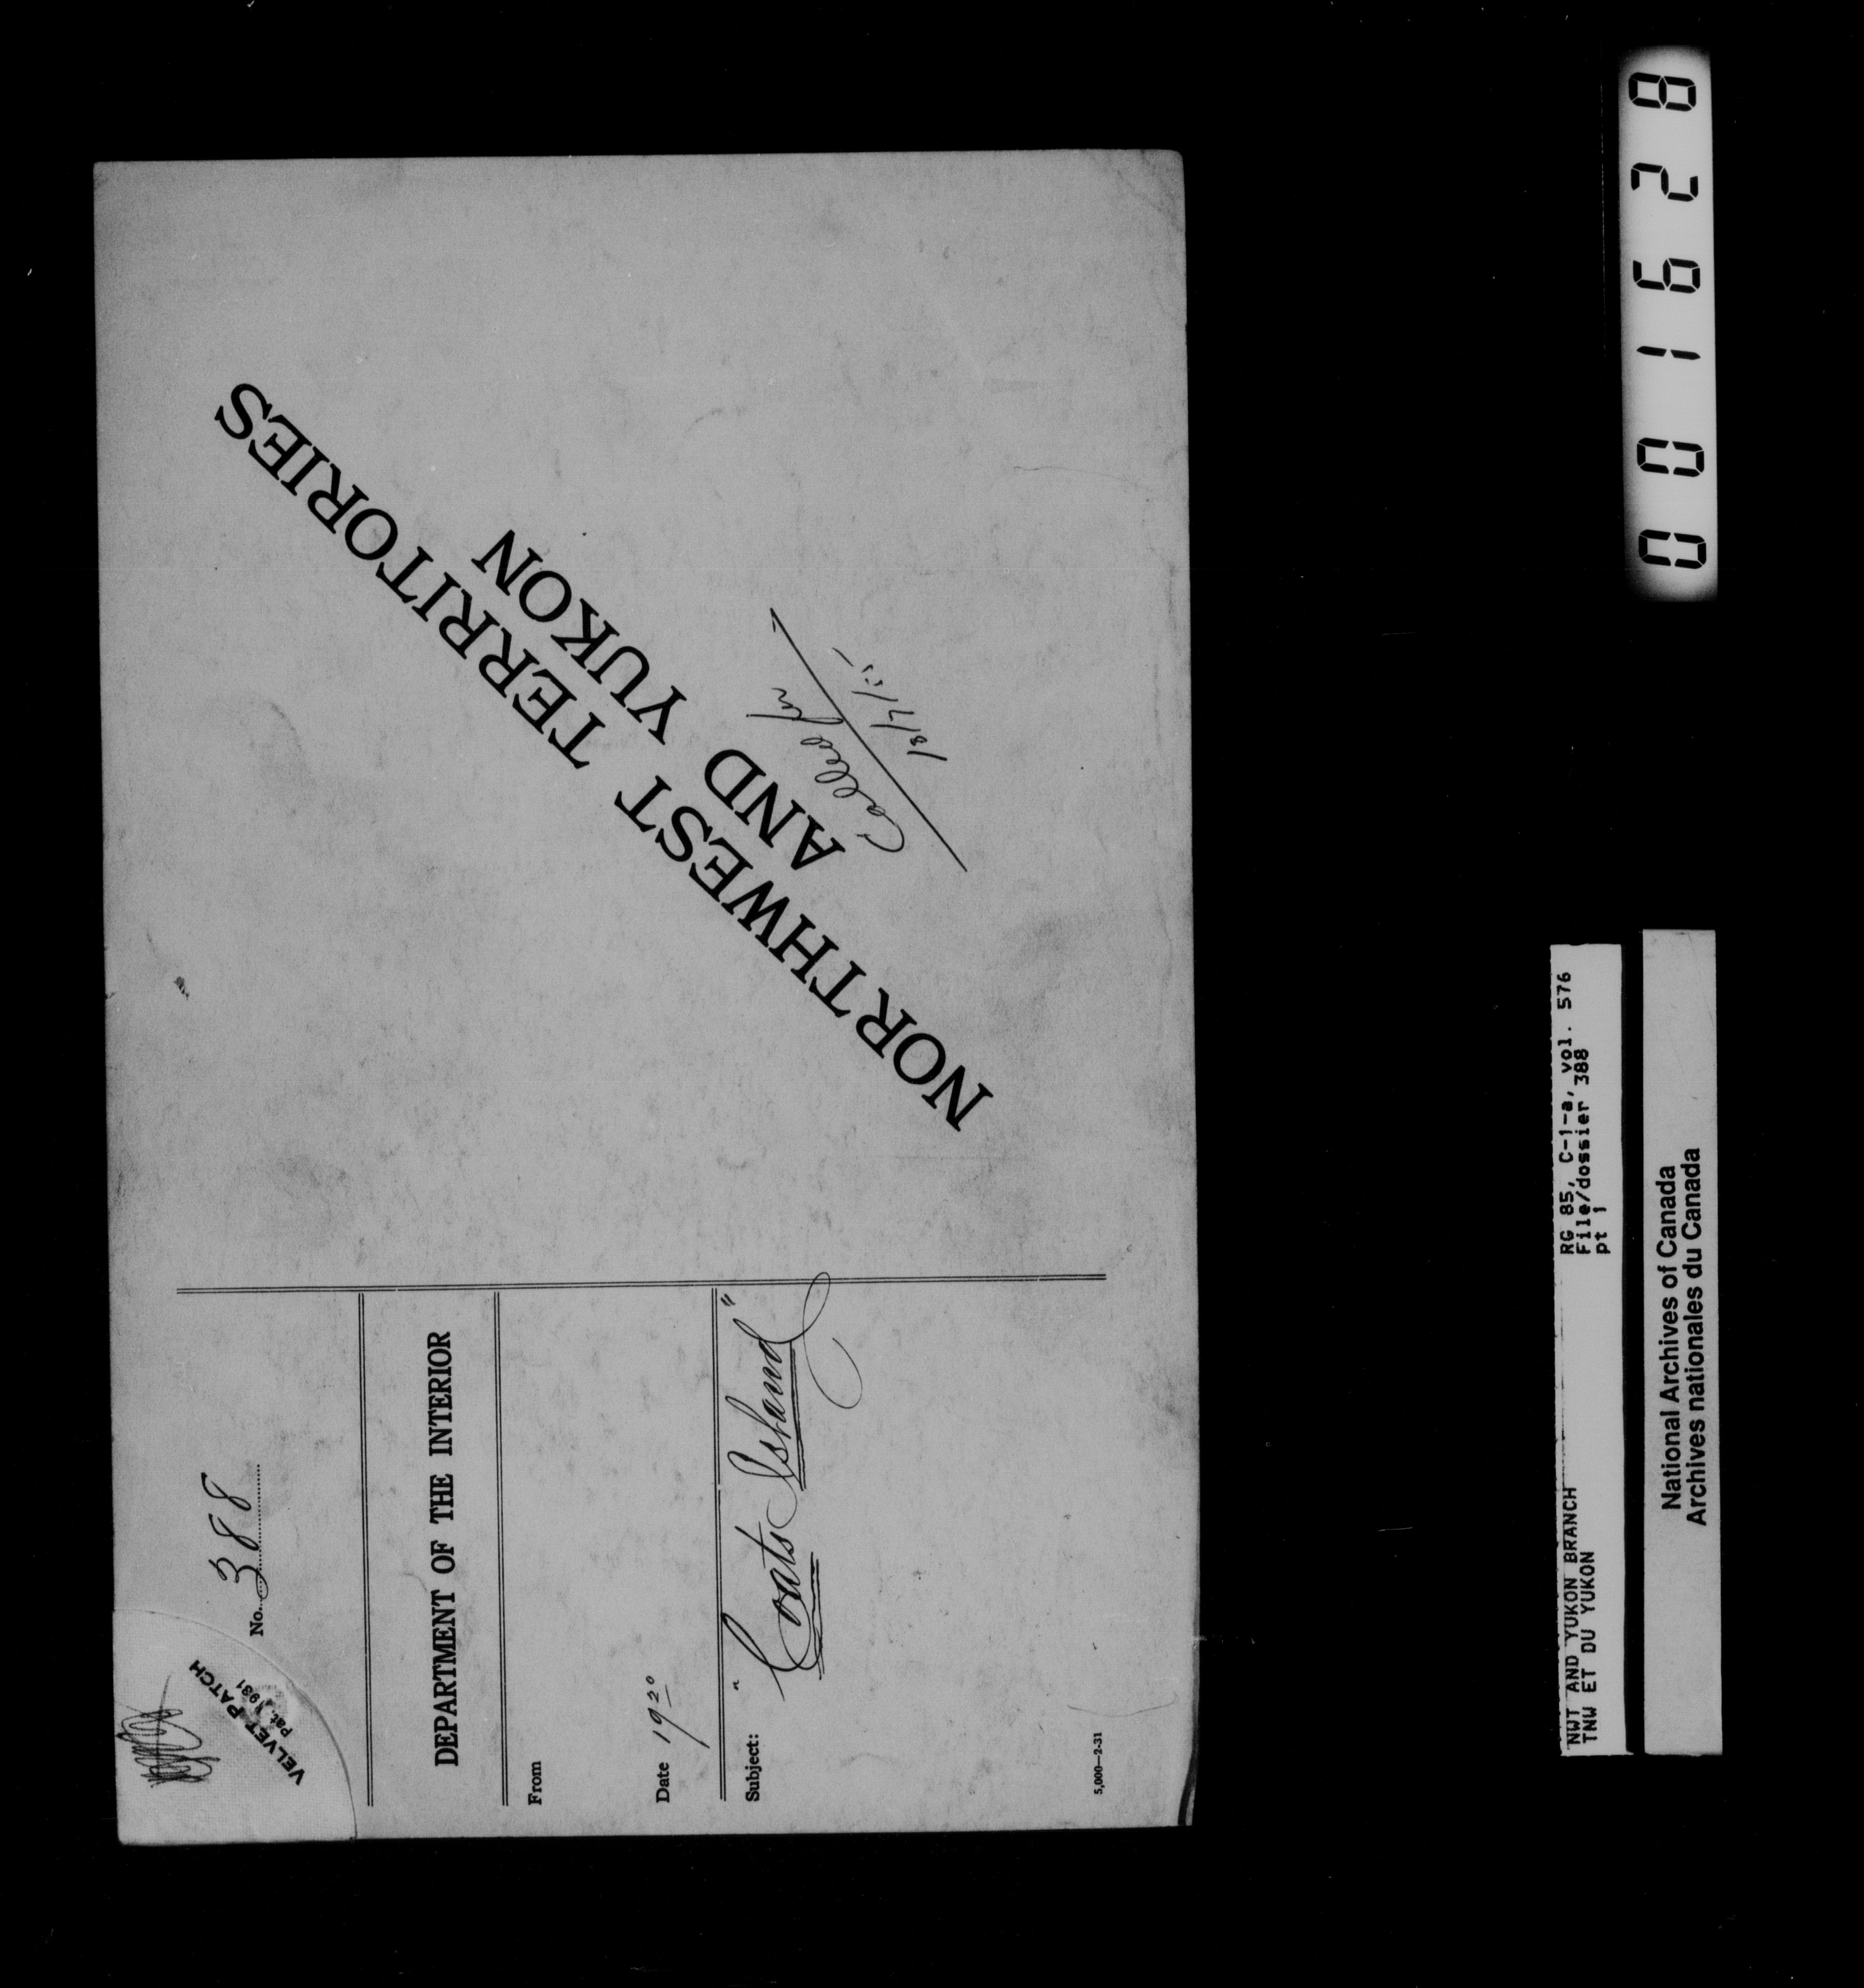 VELVET PATCH
Pat. 1931
No. 388
DEPARTMENT OF THE INTERIOR
From
Date 1920
Subject:
"Coats Island"
5,000—2-31
NORTHWEST TERRITORIES
AND YUKON
Called for
NWT AND YUKON BRANCH
TNW ET DU YUKON
RG 85, C-1-a, vol. 576
File/dossier 388
pt 1
National Archives of Canada
Archives nationales du Canada
001628